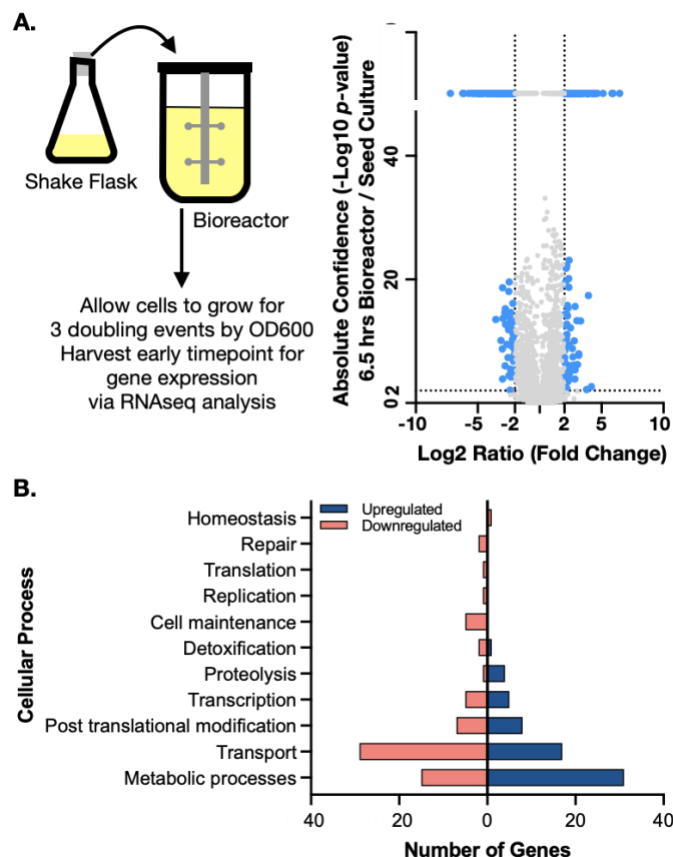 A.
Shake Flask
Bioreactor
Allow cells to grow for
3 doubling events by OD600
Harvest early timepoint for
gene expression
via RNAseq analysis
Absolute Confidence (-Log10 p-value)
6.5 hrs Bioreactor / Seed Culture
40
20
2
0
-10
-5
-2
2
5
10
Log2 Ratio (Fold Change)
B.
Upregulated
Downregulated
Cellular Process
Homeostasis
Repair
Translation
Replication
Cell maintenance
Detoxification
Proteolysis
Transcription
Post translational modification
Transport
Metabolic processes
40
20
0
20
40
Number of Genes